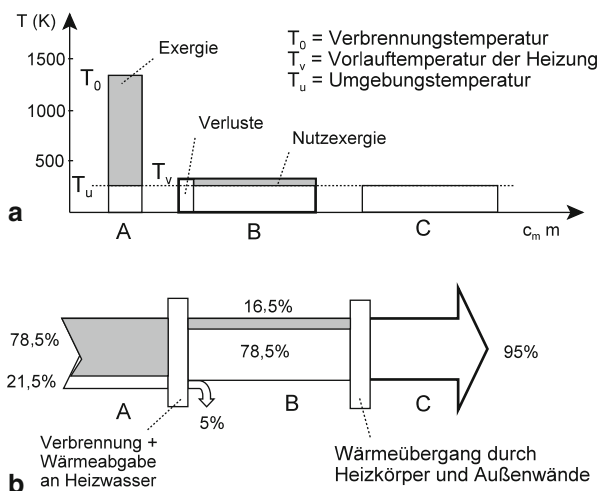 T (K)
Exergie
T₀ = Verbrennungstemperatur
Tᵥ = Vorlauftemperatur der Heizung
Tᵤ = Umgebungstemperatur
1500
T₀
1000
Verluste
Nutzexergie
500
Tᵥ
Tᵤ
a
A
B
C
cₘ m
16,5%
78,5%
78,5%
95%
21,5%
A
B
C
5%
Verbrennung +
Wärmeabgabe
an Heizwasser
Wärmeübergang durch
Heizkörper und Außenwände
b